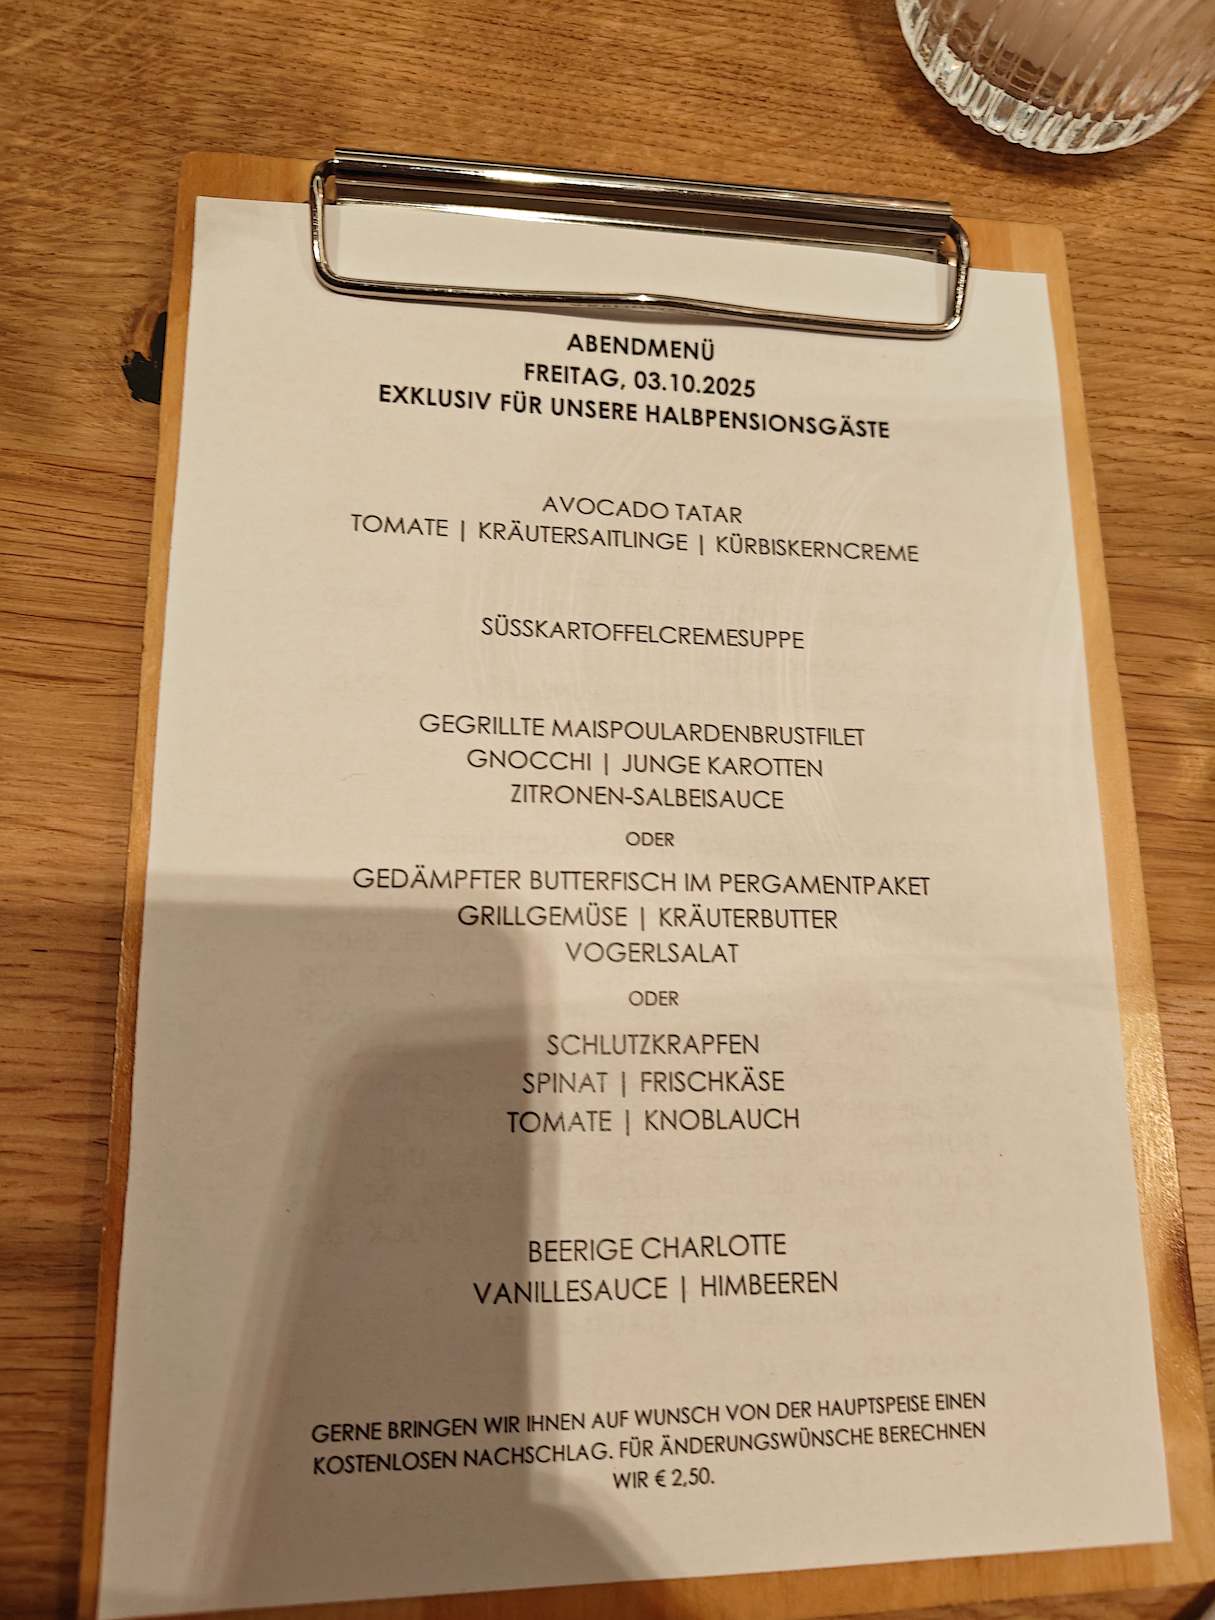 ABENDMENÜ
FREITAG, 03.10.2025
EXKLUSIV FÜR UNSERE HALBPENSIONSGÄSTE
AVOCADO TATAR
TOMATE | KRÄUTERSAITLINGE | KÜRBISKERNCREME
SÜSSKARTOFFELCREMESUPPE
GEGRILLTE MAISPOULARDENBRUSTFILET
GNOCCHI | JUNGE KAROTTEN
ZITRONEN-SALBEISAUCE
ODER
GEDÄMPFTER BUTTERFISCH IM PERGAMENTPAKET
GRILLGEMÜSE | KRÄUTERBUTTER
VOGERLSALAT
ODER
SCHLUTZKRAPFEN
SPINAT | FRISCHKÄSE
TOMATE | KNOBLAUCH
BEERIGE CHARLOTTE
VANILLESAUCE | HIMBEEREN
GERNE BRINGEN WIR IHNEN AUF WUNSCH VON DER HAUPTSPEISE EINEN
KOSTENLOSEN NACHSCHLAG. FÜR ÄNDERUNGSWÜNSCHE BERECHNEN
WIR € 2,50.